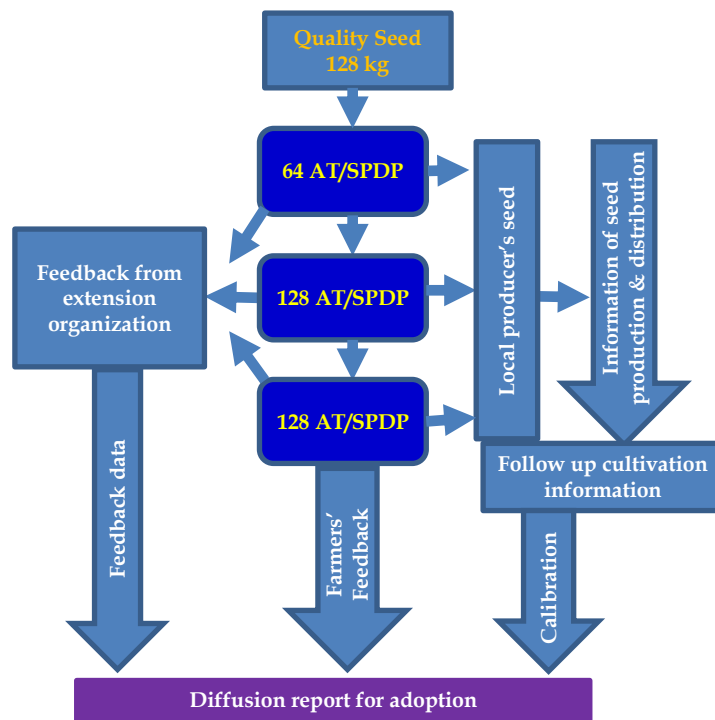 Quality Seed
128 kg
64 AT/SPDP
Feedback from
extension
organization
128 AT/SPDP
128 AT/SPDP
Local producer's seed
Information of seed
production & distribution
Follow up cultivation
information
Feedback data
Farmers'
Feedback
Calibration
Diffusion report for adoption